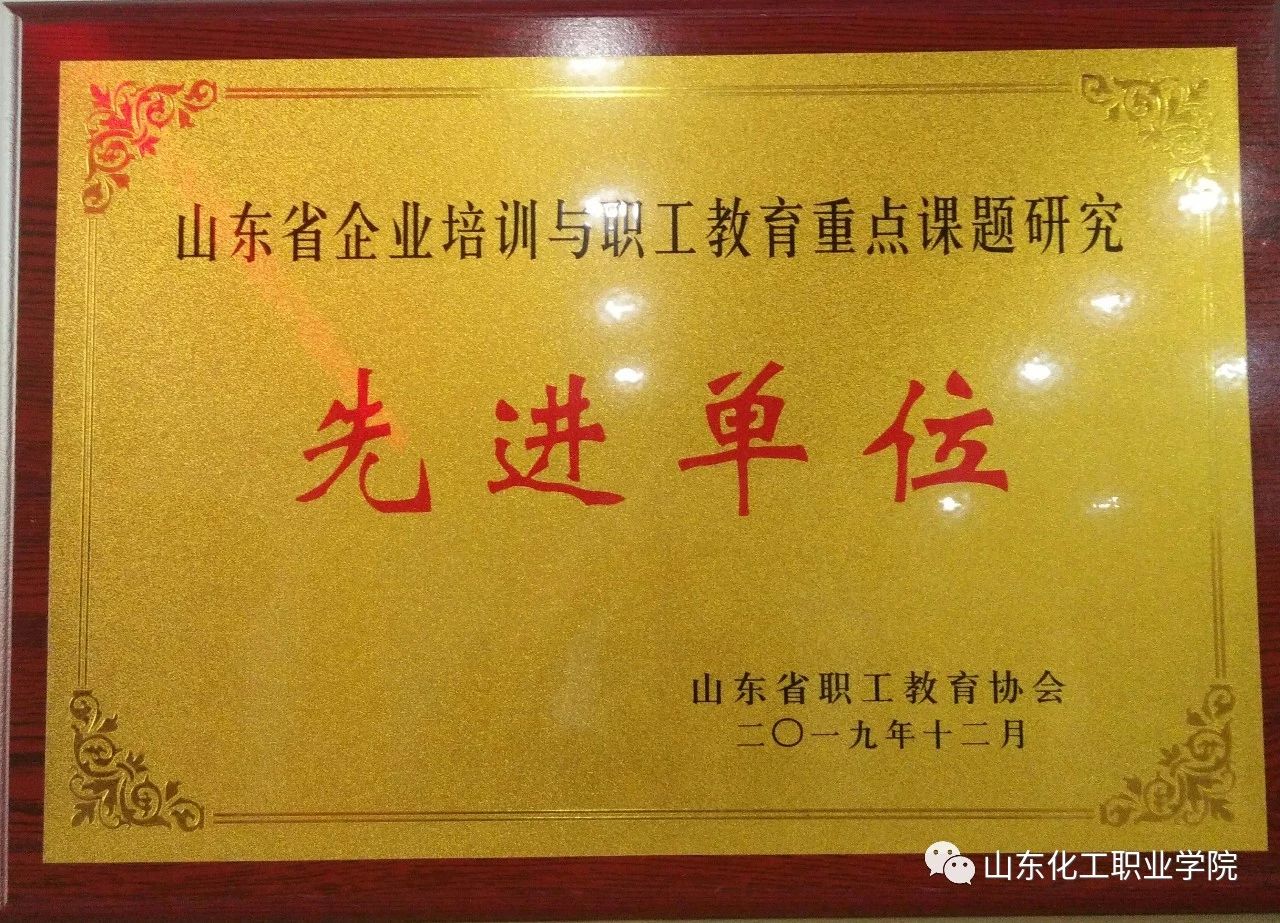 山东省企业培训与职工教育重点课题研究
先进单位
山东省职工教育协会
二〇一九年十二月
山东化工职业学院